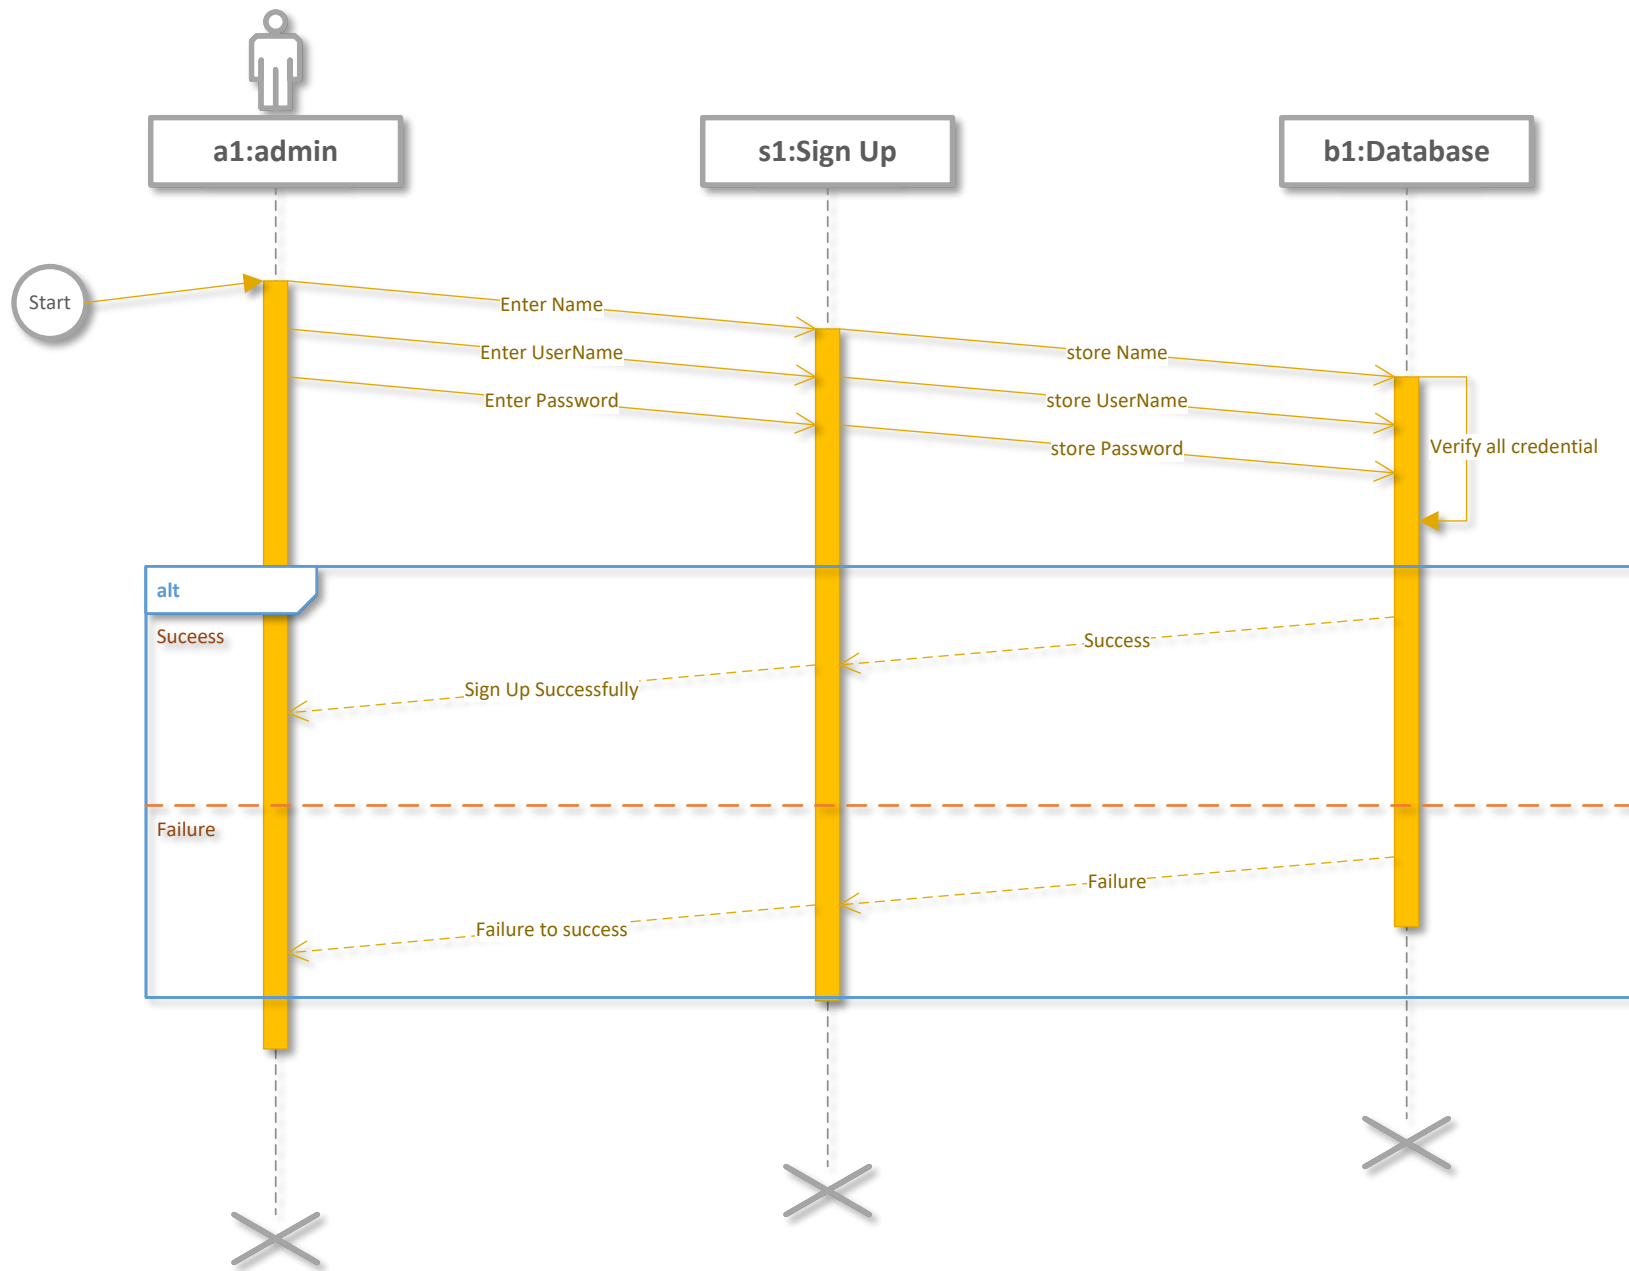 a1:admin
s1:Sign Up
b1:Database
Start
Enter Name
Enter UserName
store Name
Enter Password
store UserName
store Password
Verify all credential
alt
Suceess
Success
Sign Up Successfully
Failure
Failure
Failure to success